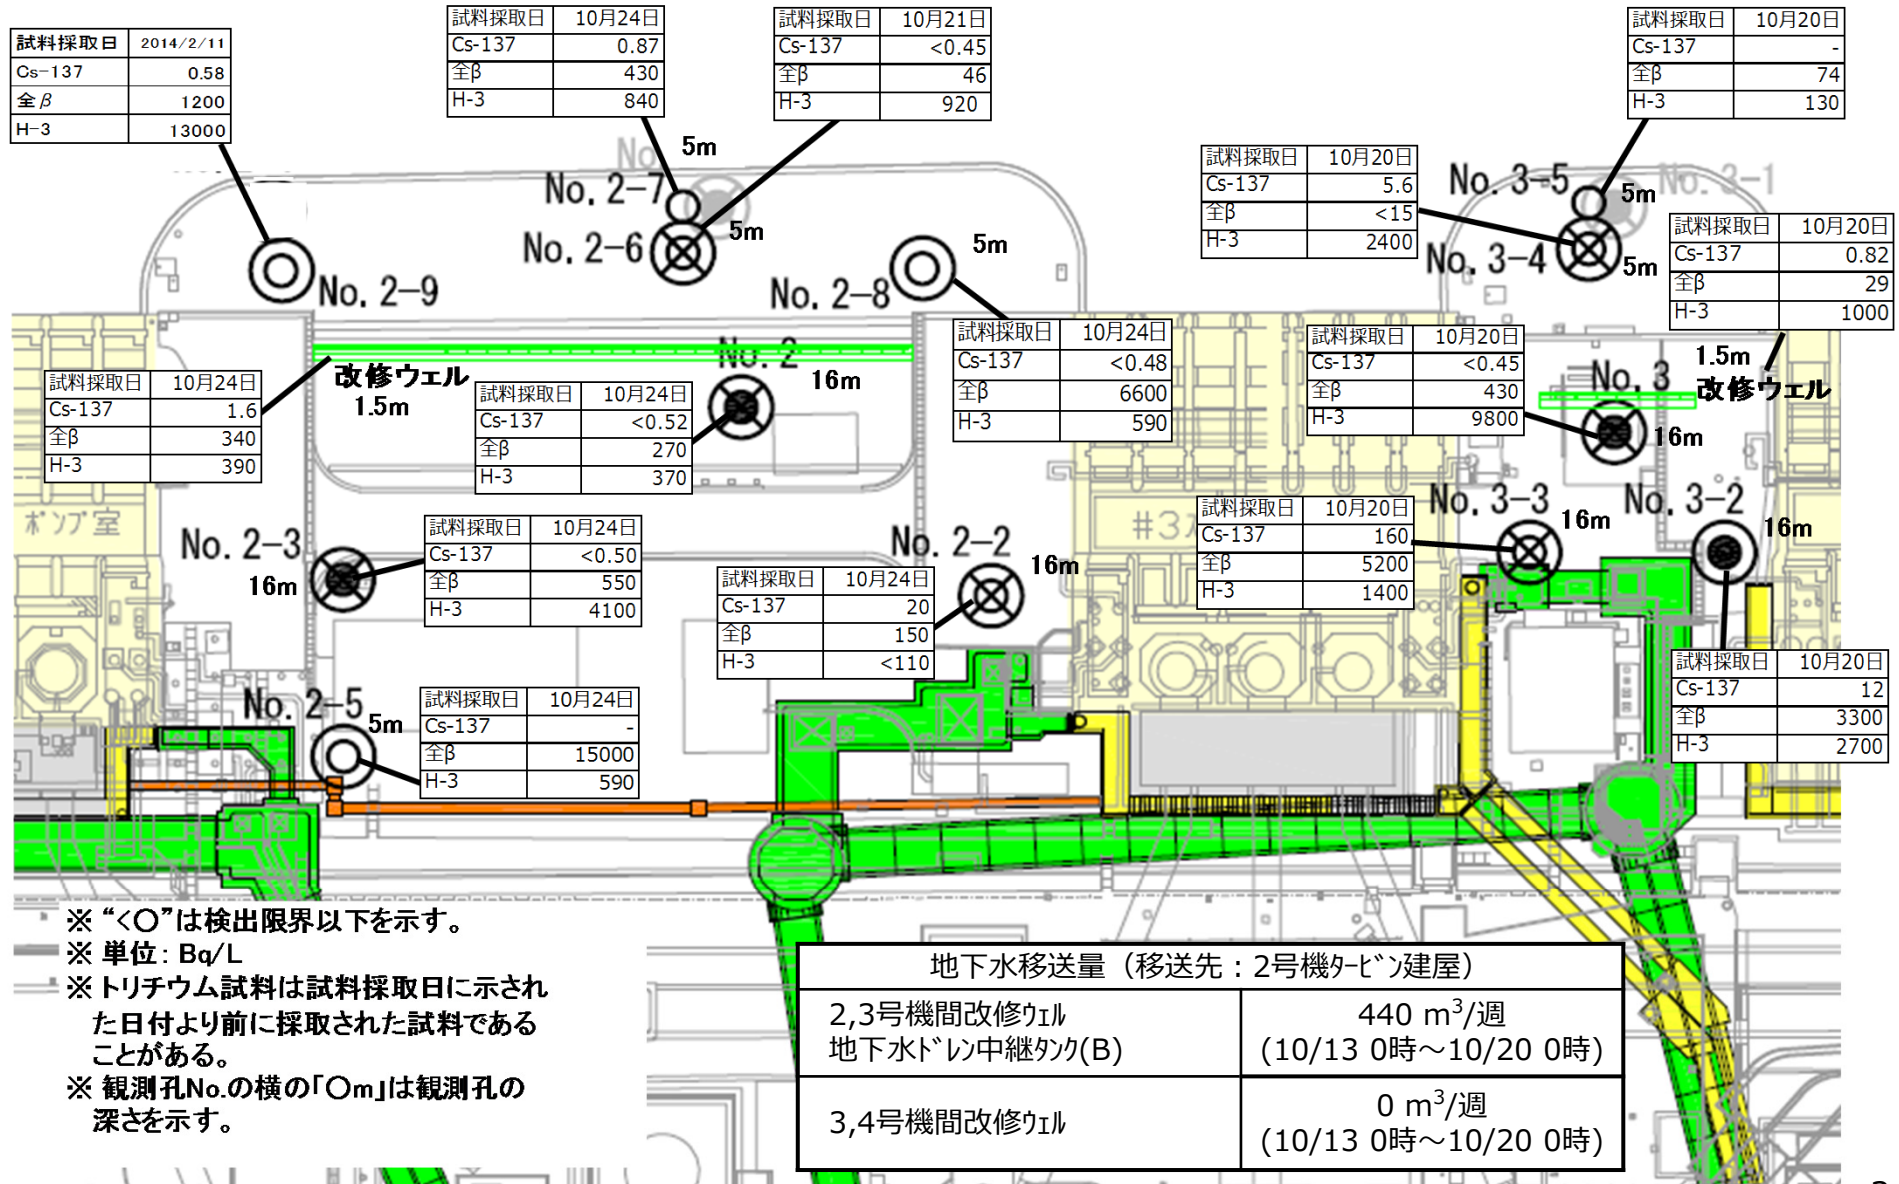 試料採取日 2014/2/11
Cs-137 0.58
全β 1200
H-3 13000
試料採取日 10月24日
Cs-137 0.87
全β 430
H-3 840
試料採取日 10月21日
Cs-137 <0.45
全β 46
H-3 920
試料採取日 10月20日
Cs-137 -
全β 74
H-3 130
試料採取日 10月20日
Cs-137 5.6
全β <15
H-3 2400
試料採取日 10月20日
Cs-137 0.82
全β 29
H-3 1000
No. 5m
No. 2-7
No. 2-6 5m
No. 2-9
No. 2-8 5m
No. 3-5 5m
No. 3-1
No. 3-4 5m
試料採取日 10月24日
Cs-137 1.6
全β 340
H-3 390
改修ウェル
1.5m
試料採取日 10月24日
Cs-137 <0.52
全β 270
H-3 370
No. 2
16m
試料採取日 10月24日
Cs-137 <0.48
全β 6600
H-3 590
試料採取日 10月20日
Cs-137 <0.45
全β 430
H-3 9800
No. 3
16m
1.5m
改修ウェル
ポンプ室
No. 2-3
16m
試料採取日 10月24日
Cs-137 <0.50
全β 550
H-3 4100
No. 2-2
16m
試料採取日 10月24日
Cs-137 20
全β 150
H-3 <110
#3
試料採取日 10月20日
Cs-137 160
全β 5200
H-3 1400
No. 3-3
16m
No. 3-2
16m
試料採取日 10月20日
Cs-137 12
全β 3300
H-3 2700
No. 2-5
5m
試料採取日 10月24日
Cs-137 -
全β 15000
H-3 590
※ “<〇”は検出限界以下を示す。
※ 単位: Bq/L
※ トリチウム試料は試料採取日に示され
た日付より前に採取された試料である
ことがある。
※ 観測孔No.の横の「〇m」は観測孔の
深さを示す。
地下水移送量（移送先：2号機ﾀｰﾋﾞﾝ建屋）
2,3号機間改修ｳｪﾙ
地下水ﾄﾞﾚﾝ中継ﾀﾝｸ(B)
440 m³/週
(10/13 0時～10/20 0時)
3,4号機間改修ｳｪﾙ
0 m³/週
(10/13 0時～10/20 0時)